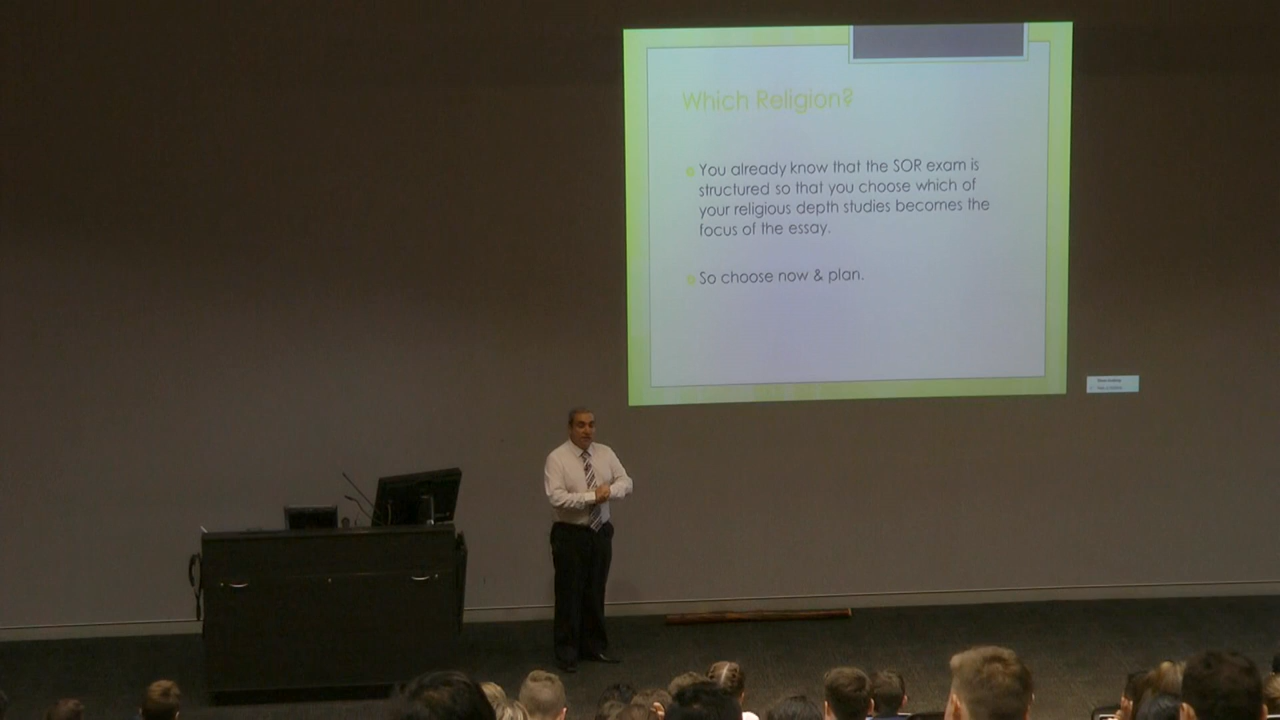 Which Religion?
You already know that the SOR exam is
structured so that you choose which of
your religious depth studies becomes the
focus of the essay.
So choose now & plan.